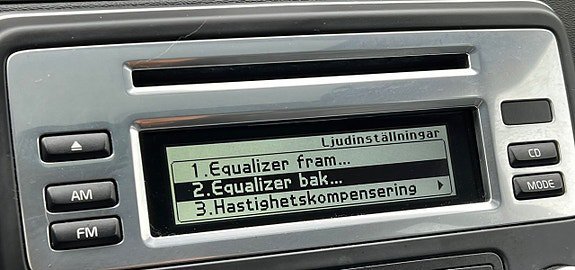 Ljudinställningar
1.Equalizer fram...
2.Equalizer bak...
3.Hastighetskompensering
AM
FM
CD
MODE